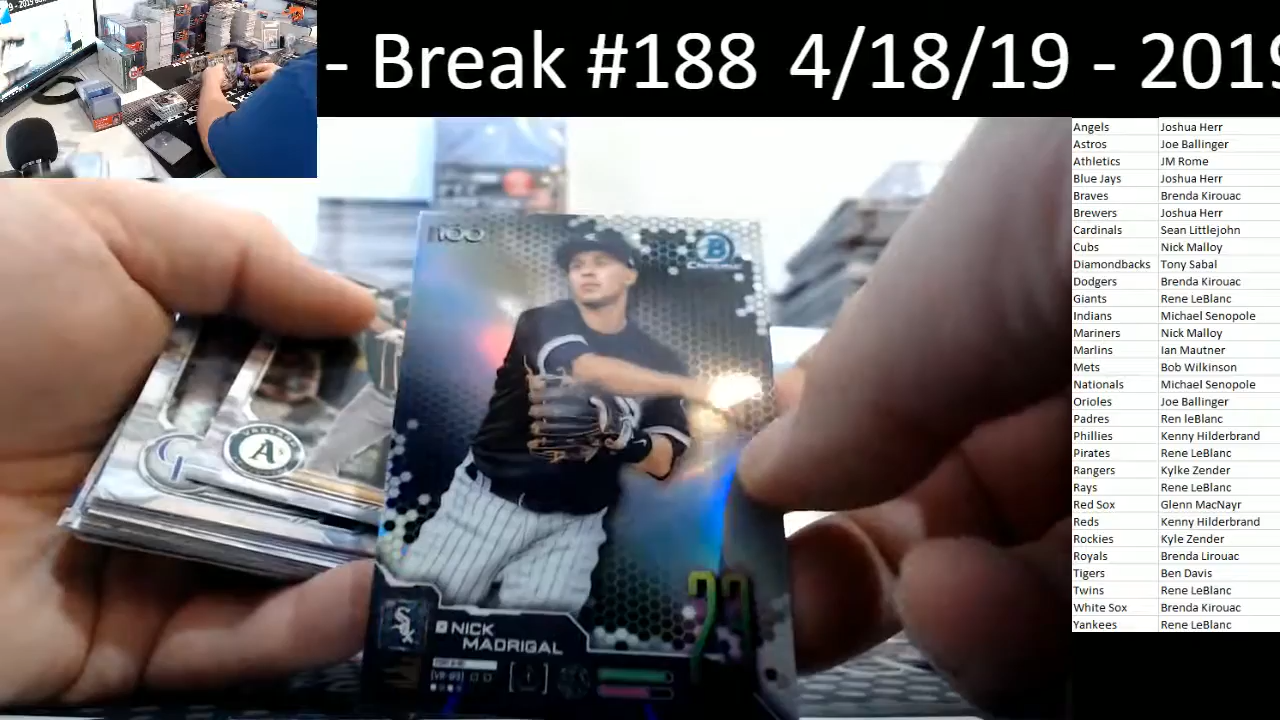 - Break #188 4/18/19 - 2019
Angels Joshua Herr
Astros Joe Ballinger
Athletics JM Rome
Blue Jays Joshua Herr
Braves Brenda Kirouac
Brewers Joshua Herr
Cardinals Sean Littlejohn
Cubs Nick Malloy
Diamondbacks Tony Sabal
Dodgers Brenda Kirouac
Giants Rene LeBlanc
Indians Michael Senopole
Mariners Nick Malloy
Marlins Ian Mautner
Mets Bob Wilkinson
Nationals Michael Senopole
Orioles Joe Ballinger
Padres Ren leBlanc
Phillies Kenny Hilderbrand
Pirates Rene LeBlanc
Rangers Kylke Zender
Rays Rene LeBlanc
Red Sox Glenn MacNayr
Reds Kenny Hilderbrand
Rockies Kyle Zender
Royals Brenda Lirouac
Tigers Ben Davis
Twins Rene LeBlanc
White Sox Brenda Kirouac
Yankees Rene LeBlanc
100
B
Chrome
A's
Sox
NICK
MADRIGAL